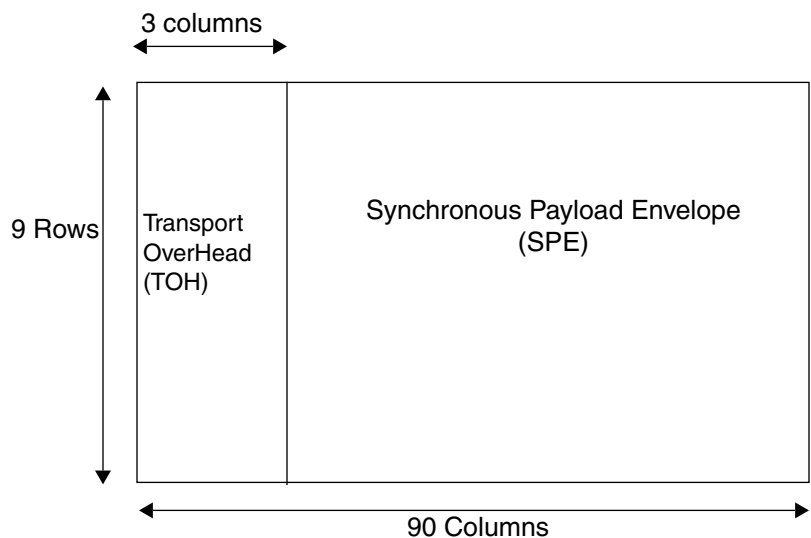 3 columns
9 Rows
Transport
OverHead
(TOH)
Synchronous Payload Envelope
(SPE)
90 Columns